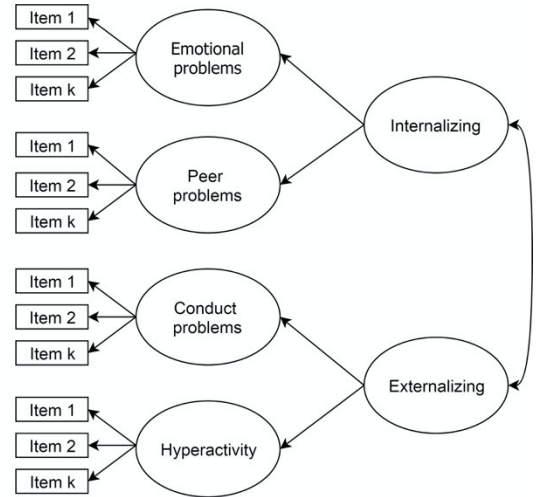 Item 1
Item 2
Item k
Emotional
problems
Item 1
Item 2
Item k
Peer
problems
Internalizing
Item 1
Item 2
Item k
Conduct
problems
Item 1
Item 2
Item k
Hyperactivity
Externalizing